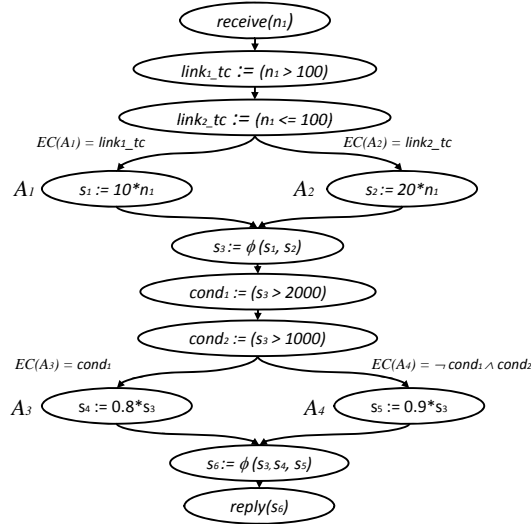 receive(n₁)
link₁_tc := (n₁ > 100)
link₂_tc := (n₁ <= 100)
EC(A₁) = link₁_tc
EC(A₂) = link₂_tc
A₁
s₁ := 10*n₁
A₂
s₂ := 20*n₁
s₃ := ϕ (s₁, s₂)
cond₁ := (s₃ > 2000)
cond₂ := (s₃ > 1000)
EC(A₃) = cond₁
EC(A₄) = ¬ cond₁ ∧ cond₂
A₃
s₄ := 0.8*s₃
A₄
s₅ := 0.9*s₃
s₆ := ϕ (s₃, s₄, s₅)
reply(s₆)